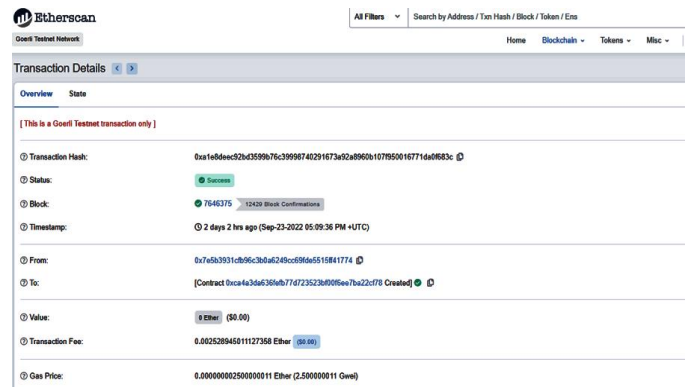 Etherscan
All Filters Search by Address / Txn Hash / Block / Token / Ens
Goerli Testnet Network
Home Blockchain Tokens Misc
Transaction Details < >
Overview State
[ This is a Goerli Testnet transaction only ]
Transaction Hash: 0xa1e8deec92bd3599b76c39998740291673a92a8960b107f950016771da0f683c
Status: Success
Block: 7646375 12420 Block Confirmations
Timestamp: 2 days 2 hrs ago (Sep-23-2022 05:09:36 PM +UTC)
From: 0x7e5b3931cfb96c3b0a6249cc69fde5515ff41774
To: [Contract 0xca4a3da636fefb77d723523bf00f6ee7ba22cf78 Created]
Value: 0 Ether ($0.00)
Transaction Fee: 0.002528945011127358 Ether ($0.00)
Gas Price: 0.000000002500000011 Ether (2.500000011 Gwei)